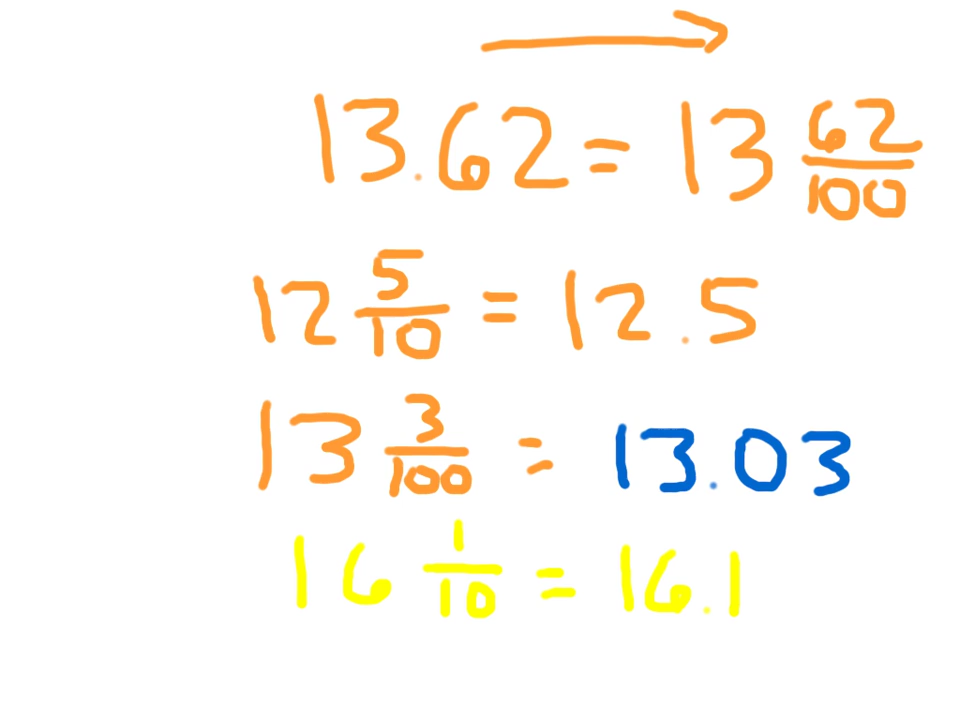 13.62 = 13 62/100
12 5/10 = 12.5
13 3/100 = 13.03
16 1/10 = 16.1